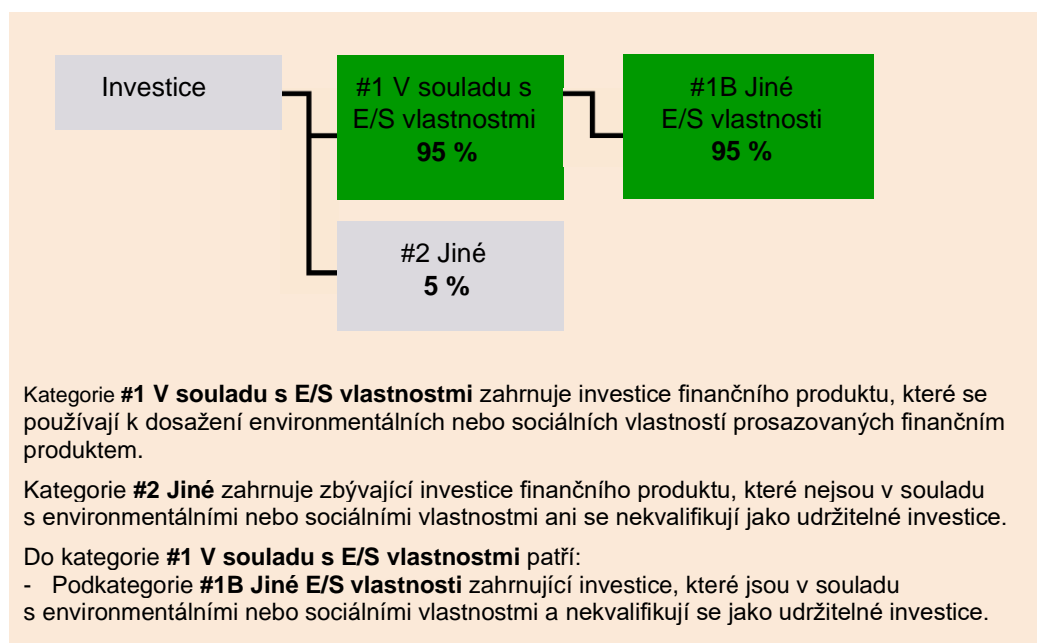 Investice
#1 V souladu s
E/S vlastnostmi
95 %
#1B Jiné
E/S vlastnosti
95 %
#2 Jiné
5 %
Kategorie #1 V souladu s E/S vlastnostmi zahrnuje investice finančního produktu, které se
používají k dosažení environmentálních nebo sociálních vlastností prosazovaných finančním
produktem.
Kategorie #2 Jiné zahrnuje zbývající investice finančního produktu, které nejsou v souladu
s environmentálními nebo sociálními vlastnostmi ani se nekvalifikují jako udržitelné investice.
Do kategorie #1 V souladu s E/S vlastnostmi patří:
- Podkategorie #1B Jiné E/S vlastnosti zahrnující investice, které jsou v souladu
s environmentálními nebo sociálními vlastnostmi a nekvalifikují se jako udržitelné investice.